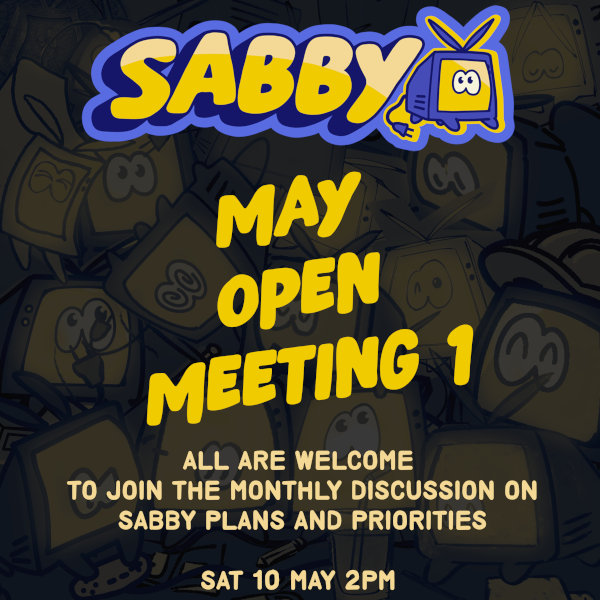 SABBY
MAY
OPEN
MEETING 1
ALL ARE WELCOME
TO JOIN THE MONTHLY DISCUSSION ON
SABBY PLANS AND PRIORITIES
SAT 10 MAY 2PM